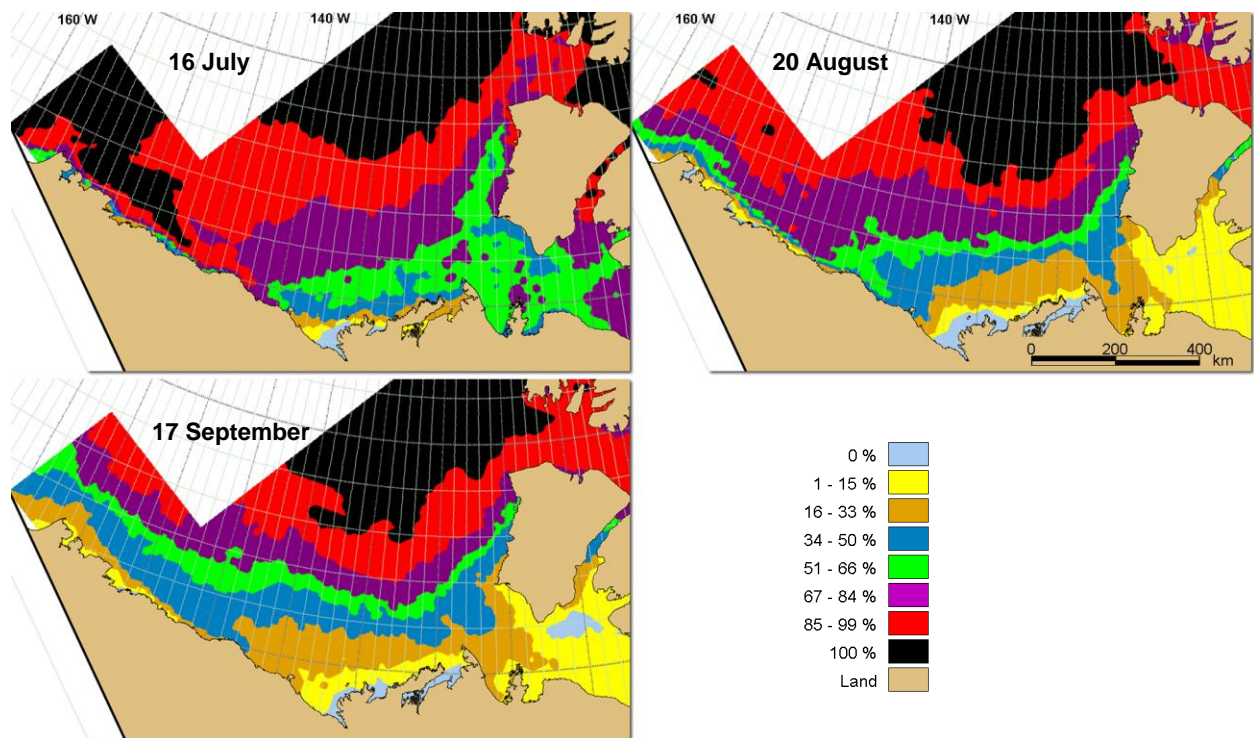 160 W
140 W
16 July
160 W
140 W
20 August
0 200 400
km
17 September
0 %
1 - 15 %
16 - 33 %
34 - 50 %
51 - 66 %
67 - 84 %
85 - 99 %
100 %
Land